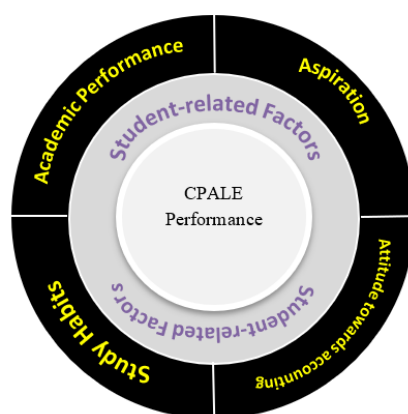 Academic Performance
Aspiration
Student-related Factors
CPALE
Performance
Student-related Factors
Study Habits
Attitude towards accounting